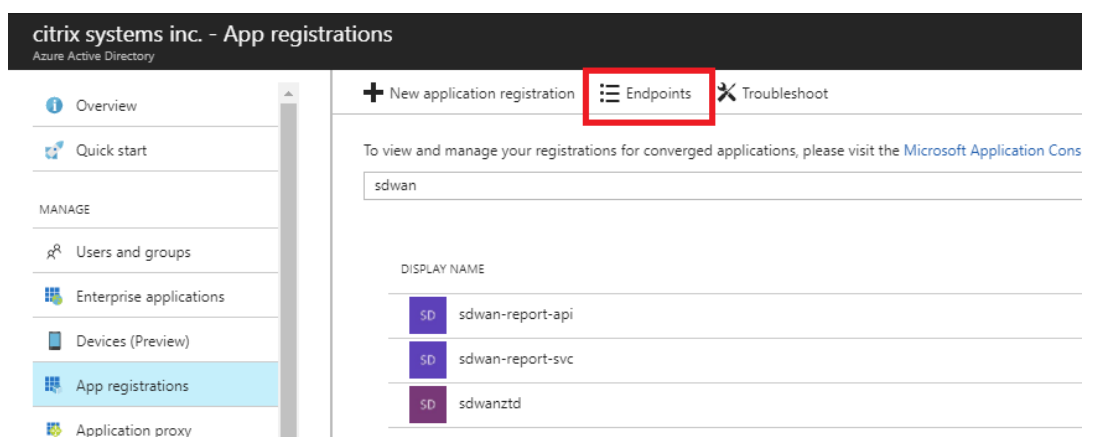 citrix systems inc. - App registrations
Azure Active Directory
Overview
Quick start
MANAGE
Users and groups
Enterprise applications
Devices (Preview)
App registrations
Application proxy
New application registration
Endpoints
Troubleshoot
To view and manage your registrations for converged applications, please visit the Microsoft Application Cons
sdwan
DISPLAY NAME
SD sdwan-report-api
SD sdwan-report-svc
SD sdwanztd